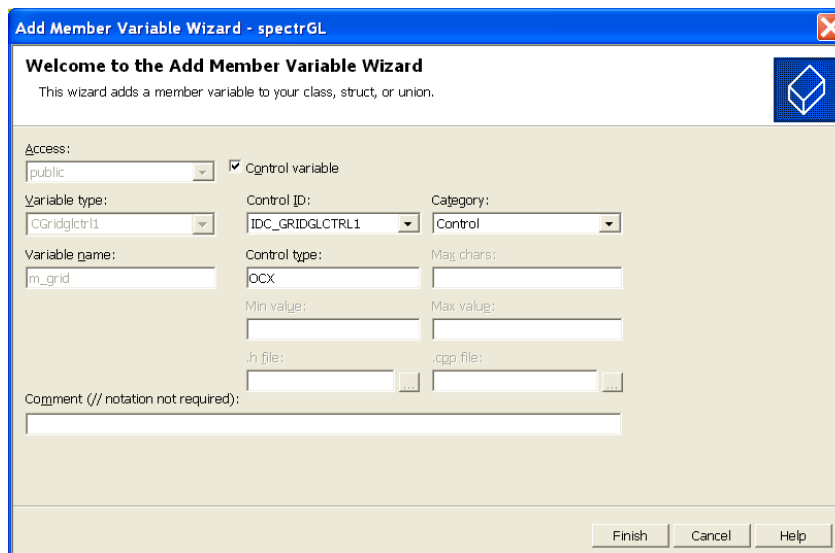 Add Member Variable Wizard - spectrGL
Welcome to the Add Member Variable Wizard
This wizard adds a member variable to your class, struct, or union.
Access:
public
Control variable
Variable type:
Control ID:
Category:
CGridglctrl1
IDC_GRIDGLCTRL1
Control
Variable name:
Control type:
Max chars:
m_grid
OCX
Min value:
Max value:
.h file:
.cpp file:
...
...
Comment (// notation not required):
Finish
Cancel
Help